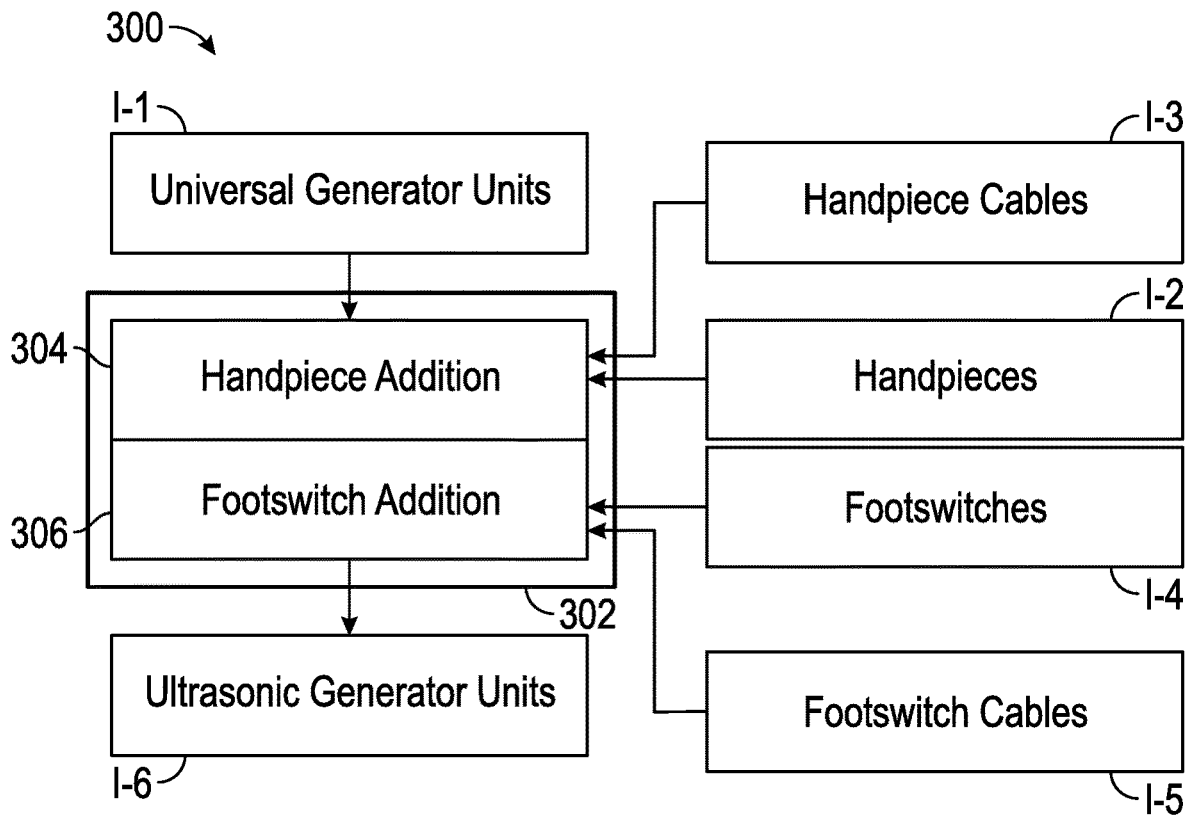 300
I-1
Universal Generator Units
I-3
Handpiece Cables
304
Handpiece Addition
I-2
Handpieces
306
Footswitch Addition
Footswitches
I-4
302
Ultrasonic Generator Units
I-6
Footswitch Cables
I-5